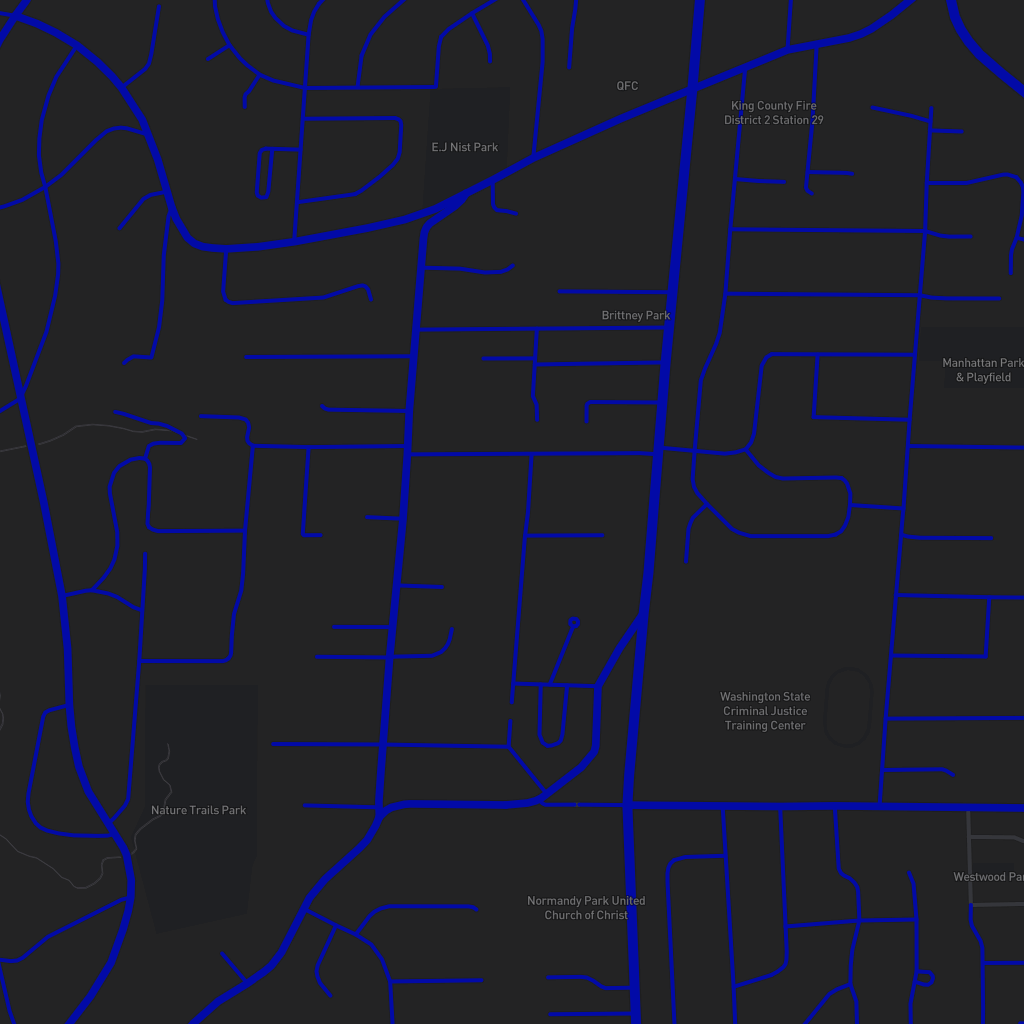 QFC
King County Fire
District 2 Station 29
E.J Nist Park
Brittney Park
Manhattan Park
& Playfield
Washington State
Criminal Justice
Training Center
Nature Trails Park
Westwood Par
Normandy Park United
Church of Christ